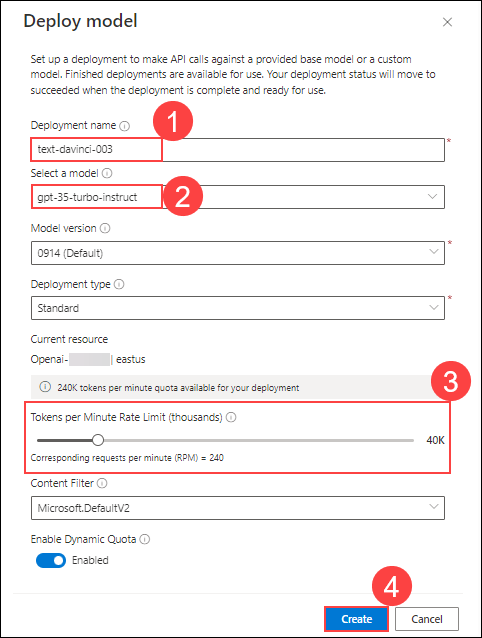 Deploy model
Set up a deployment to make API calls against a provided base model or a custom
model. Finished deployments are available for use. Your deployment status will move to
succeeded when the deployment is complete and ready for use.
1
Deployment name
text-davinci-003
*
Select a model
gpt-35-turbo-instruct
2
Model version
0914 (Default)
*
Deployment type
Standard
*
Current resource
Openai- | eastus
240K tokens per minute quota available for your deployment
3
Tokens per Minute Rate Limit (thousands)
40K
Corresponding requests per minute (RPM) = 240
Content Filter
Microsoft.DefaultV2
Enable Dynamic Quota
Enabled
4
Create
Cancel